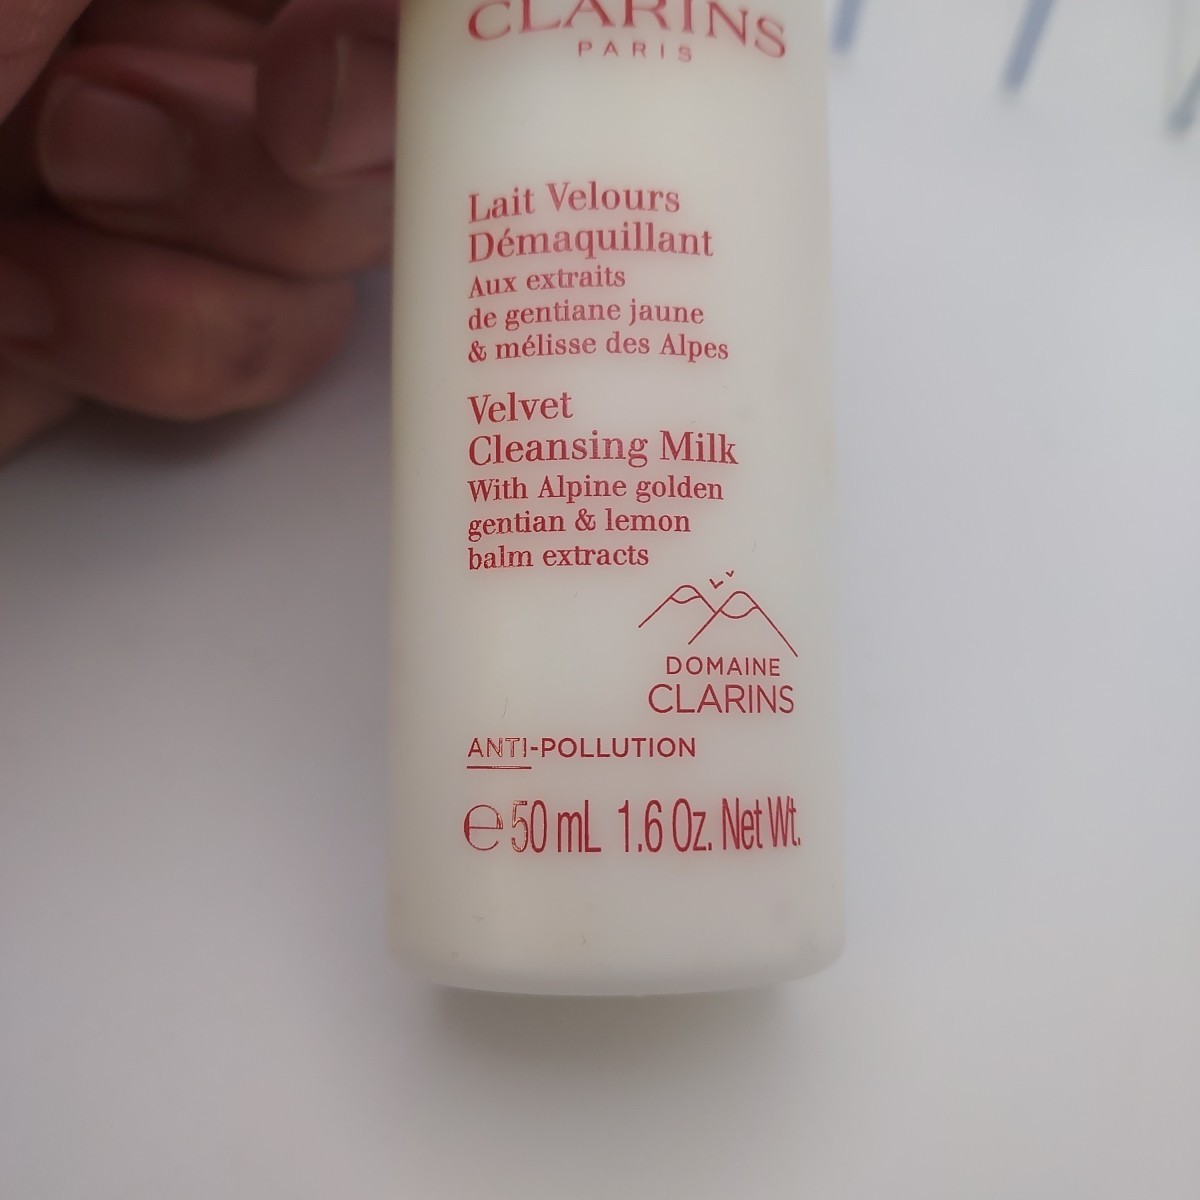 CLARINS
PARIS
Lait Velours
Démaquillant
Aux extraits
de gentiane jaune
& mélisse des Alpes
Velvet
Cleansing Milk
With Alpine golden
gentian & lemon
balm extracts
DOMAINE
CLARINS
ANTI-POLLUTION
℮50 mL 1.6 Oz. Net Wt.